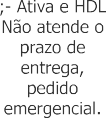 ;- Ativa e HDL
Não atende o
prazo de
entrega,
pedido
emergencial.